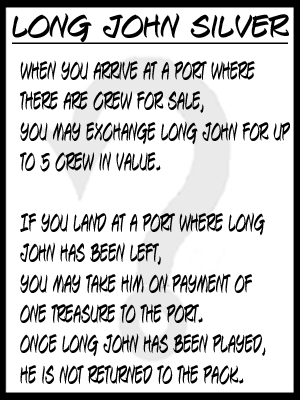 LONG JOHN SILVER
WHEN YOU ARRIVE AT A PORT WHERE
THERE ARE CREW FOR SALE,
YOU MAY EXCHANGE LONG JOHN FOR UP
TO 5 CREW IN VALUE.
IF YOU LAND AT A PORT WHERE LONG
JOHN HAS BEEN LEFT,
YOU MAY TAKE HIM ON PAYMENT OF
ONE TREASURE TO THE PORT.
ONCE LONG JOHN HAS BEEN PLAYED,
HE IS NOT RETURNED TO THE PACK.